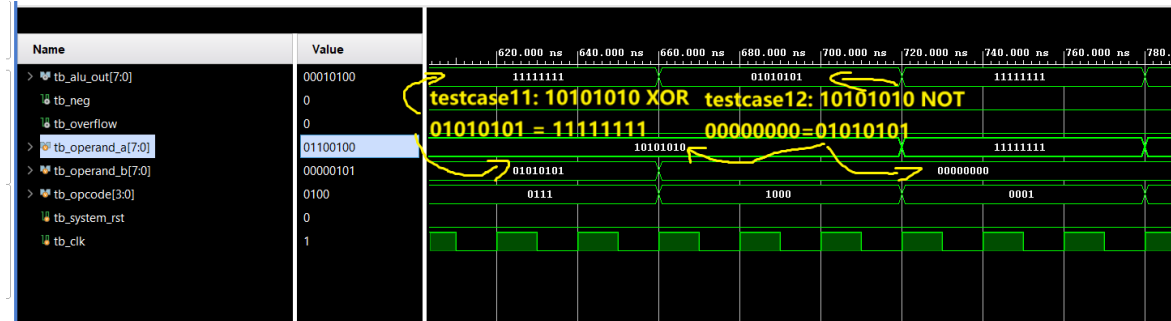 Name Value
620.000 ns 640.000 ns 660.000 ns 680.000 ns 700.000 ns 720.000 ns 740.000 ns 760.000 ns 780.
tb_alu_out[7:0] 00010100 11111111 01010101 11111111
tb_neg 0 testcase11: 10101010 XOR testcase12: 10101010 NOT
tb_overflow 0 01010101 = 11111111 00000000=01010101
tb_operand_a[7:0] 01100100 10101010 11111111
tb_operand_b[7:0] 00000101 01010101 00000000
tb_opcode[3:0] 0100 0111 1000 0001
tb_system_rst 0
tb_clk 1